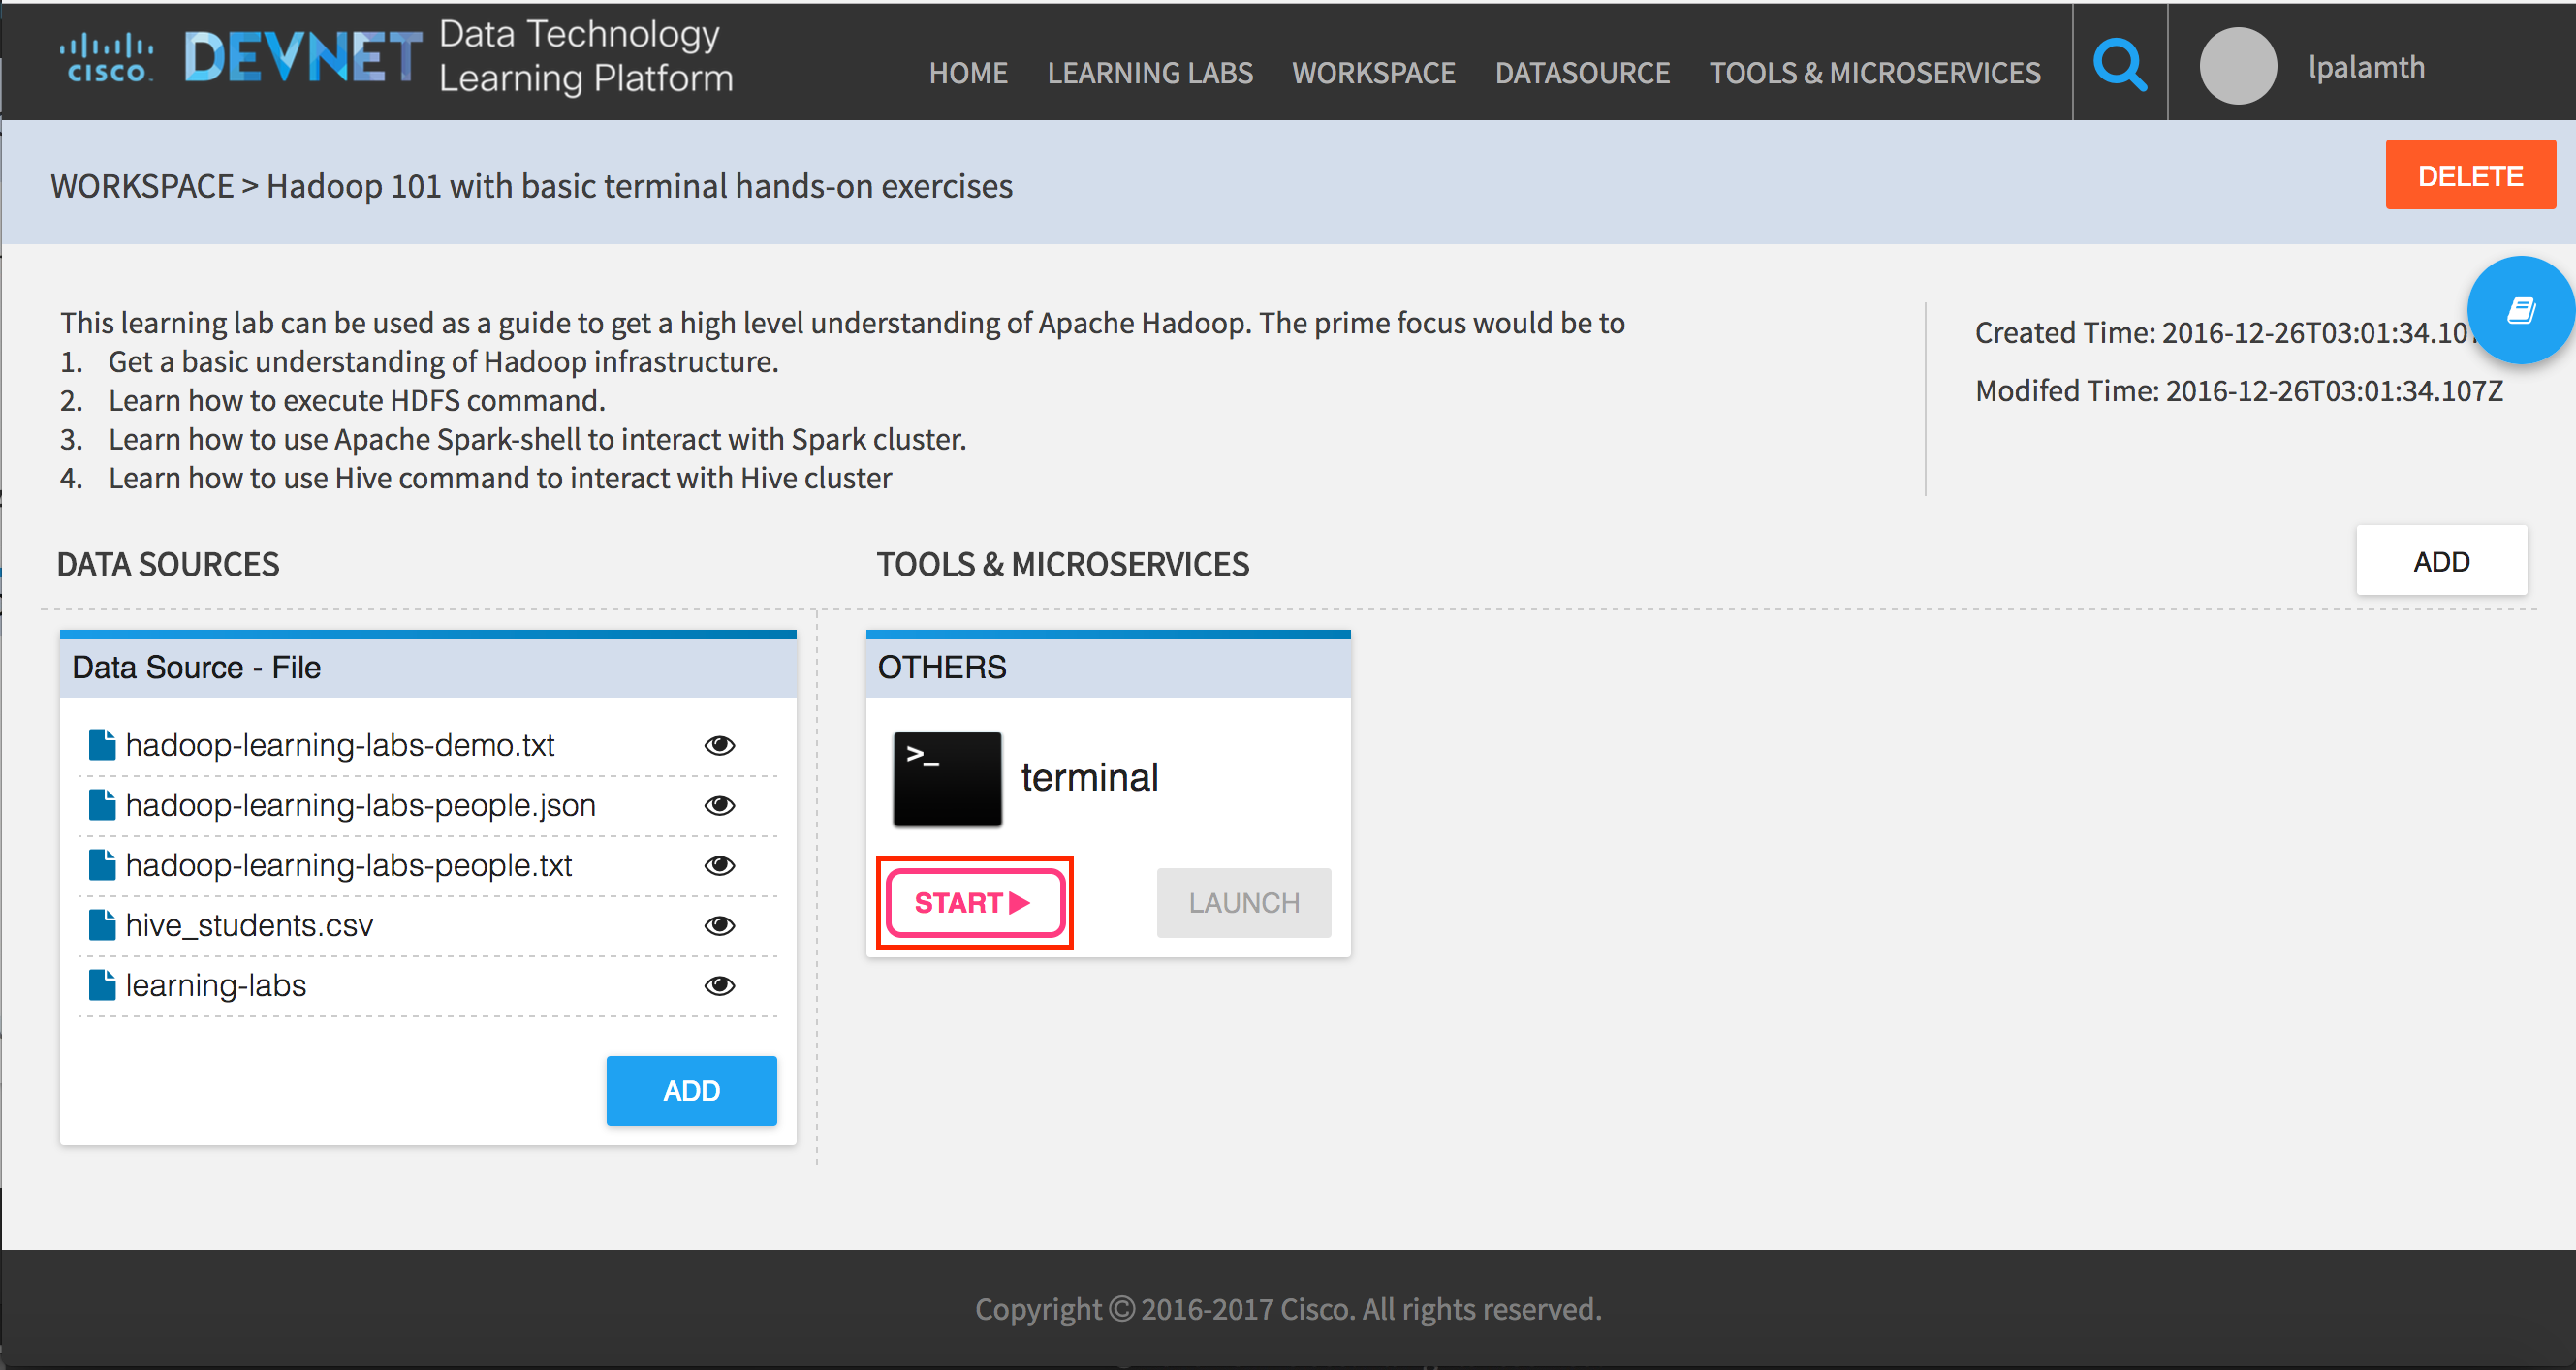 CISCO DEVNET Data Technology
Learning Platform
HOME LEARNING LABS WORKSPACE DATASOURCE TOOLS & MICROSERVICES lpalamth
WORKSPACE > Hadoop 101 with basic terminal hands-on exercises
DELETE
This learning lab can be used as a guide to get a high level understanding of Apache Hadoop. The prime focus would be to
1. Get a basic understanding of Hadoop infrastructure.
2. Learn how to execute HDFS command.
3. Learn how to use Apache Spark-shell to interact with Spark cluster.
4. Learn how to use Hive command to interact with Hive cluster
Created Time: 2016-12-26T03:01:34.10
Modifed Time: 2016-12-26T03:01:34.107Z
DATA SOURCES
TOOLS & MICROSERVICES
ADD
Data Source - File
hadoop-learning-labs-demo.txt
hadoop-learning-labs-people.json
hadoop-learning-labs-people.txt
hive_students.csv
learning-labs
ADD
OTHERS
>_
terminal
START
LAUNCH
Copyright © 2016-2017 Cisco. All rights reserved.